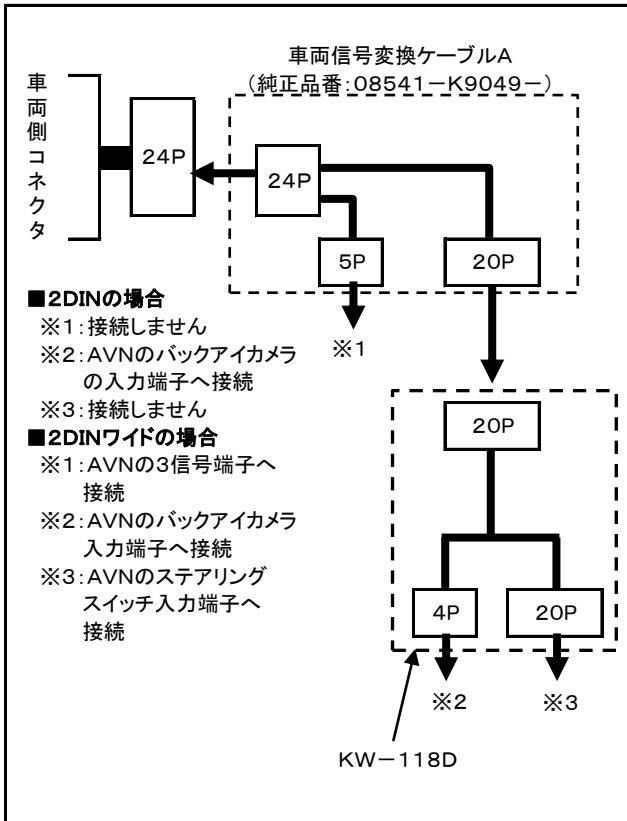 車両信号変換ケーブルA
(純正品番:08541-K9049-)
車両側コネクタ
24P
24P
5P
20P
※1
■2DINの場合
※1:接続しません
※2:AVNのバックアイカメラ
の入力端子へ接続
※3:接続しません
■2DINワイドの場合
※1:AVNの3信号端子へ
接続
※2:AVNのバックアイカメラ
入力端子へ接続
※3:AVNのステアリング
スイッチ入力端子へ
接続
20P
4P
20P
※2
※3
KW-118D